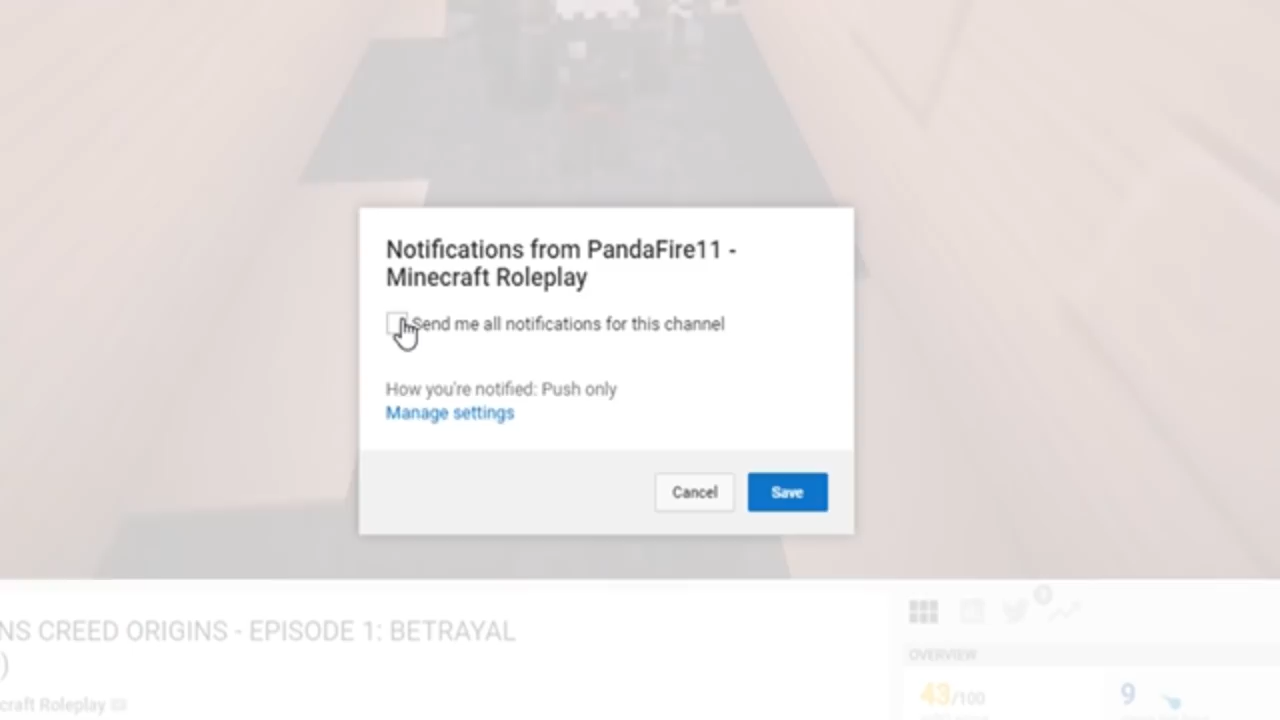 Notifications from PandaFire11 -
Minecraft Roleplay
Send me all notifications for this channel
How you're notified: Push only
Manage settings
Cancel
Save
NS CREED ORIGINS - EPISODE 1: BETRAYAL
)
craft Roleplay
OVERVIEW
43/100
9